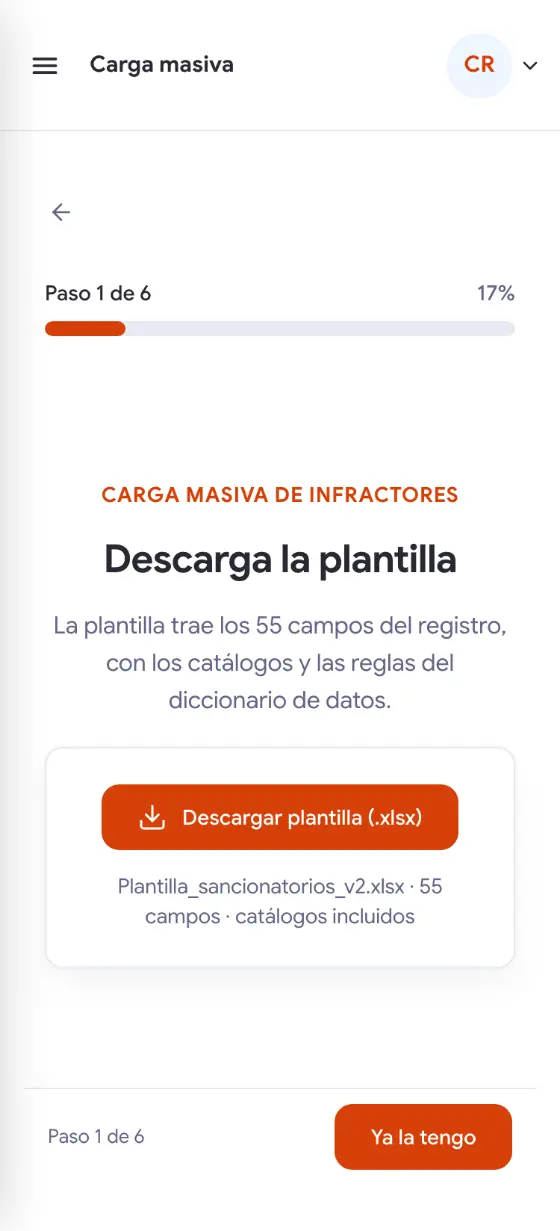 Carga masiva
CR
Paso 1 de 6
17%
CARGA MASIVA DE INFRACTORES
Descarga la plantilla
La plantilla trae los 55 campos del registro,
con los catálogos y las reglas del
diccionario de datos.
Descargar plantilla (.xlsx)
Plantilla_sancionatorios_v2.xlsx · 55
campos · catálogos incluidos
Paso 1 de 6
Ya la tengo